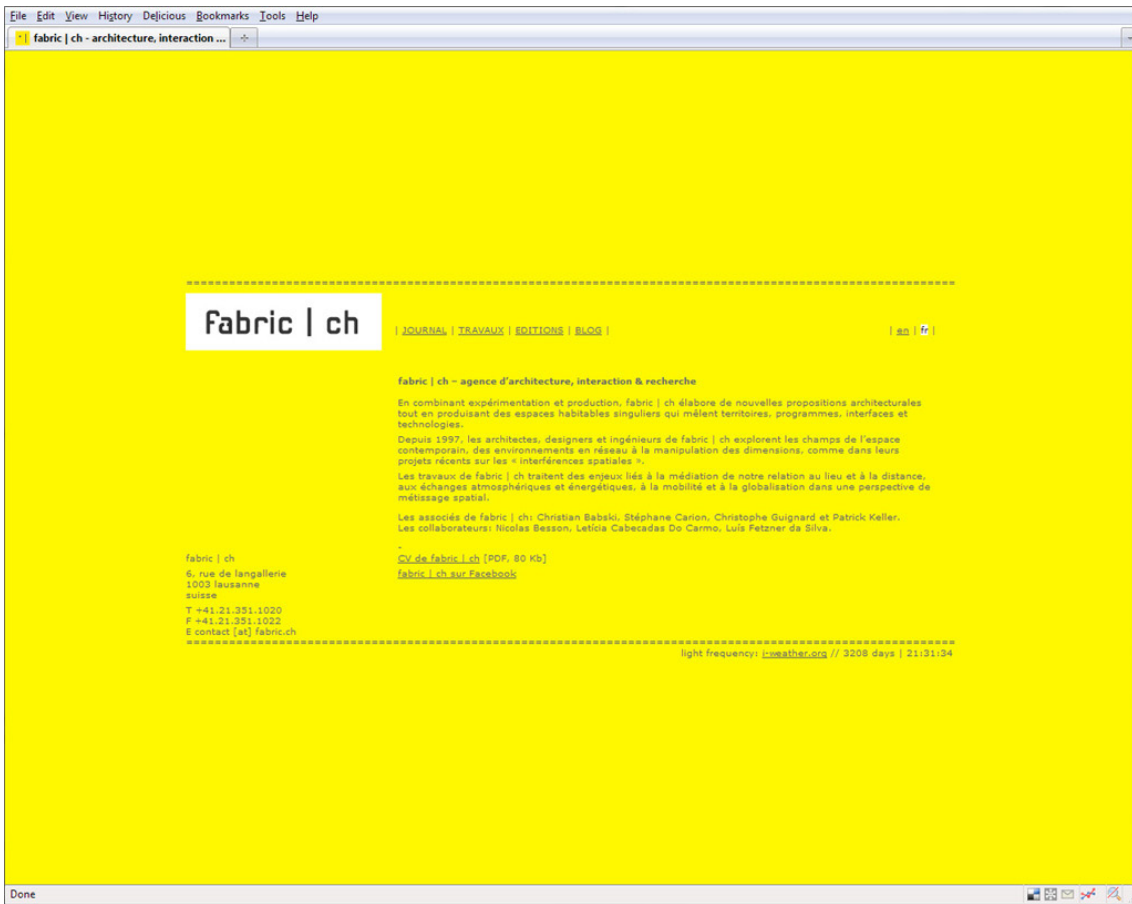 File Edit View History Delicious Bookmarks Tools Help
fabric | ch - architecture, interaction ...
================================================================================
fabric | ch
| JOURNAL | TRAVAUX | EDITIONS | BLOG |
| en | fr |
fabric | ch – agence d'architecture, interaction & recherche
En combinant expérimentation et production, fabric | ch élabore de nouvelles propositions architecturales
tout en produisant des espaces habitables singuliers qui mêlent territoires, programmes, interfaces et
technologies.
Depuis 1997, les architectes, designers et ingénieurs de fabric | ch explorent les champs de l'espace
contemporain, des environnements en réseau à la manipulation des dimensions, comme dans leurs
projets récents sur les « interférences spatiales ».
Les travaux de fabric | ch traitent des enjeux liés à la médiation de notre relation au lieu et à la distance,
aux échanges atmosphériques et énergétiques, à la mobilité et à la globalisation dans une perspective de
métissage spatial.
Les associés de fabric | ch: Christian Babski, Stéphane Carion, Christophe Guignard et Patrick Keller.
Les collaborateurs: Nicolas Besson, Letícia Cabecadas Do Carmo, Luís Fetzner da Silva.
-
CV de fabric | ch [PDF, 80 Kb]
fabric | ch sur Facebook
fabric | ch
6, rue de langallerie
1003 lausanne
suisse
T +41.21.351.1020
F +41.21.351.1022
E contact [at] fabric.ch
================================================================================
light frequency: i-weather.org // 3208 days | 21:31:34
Done